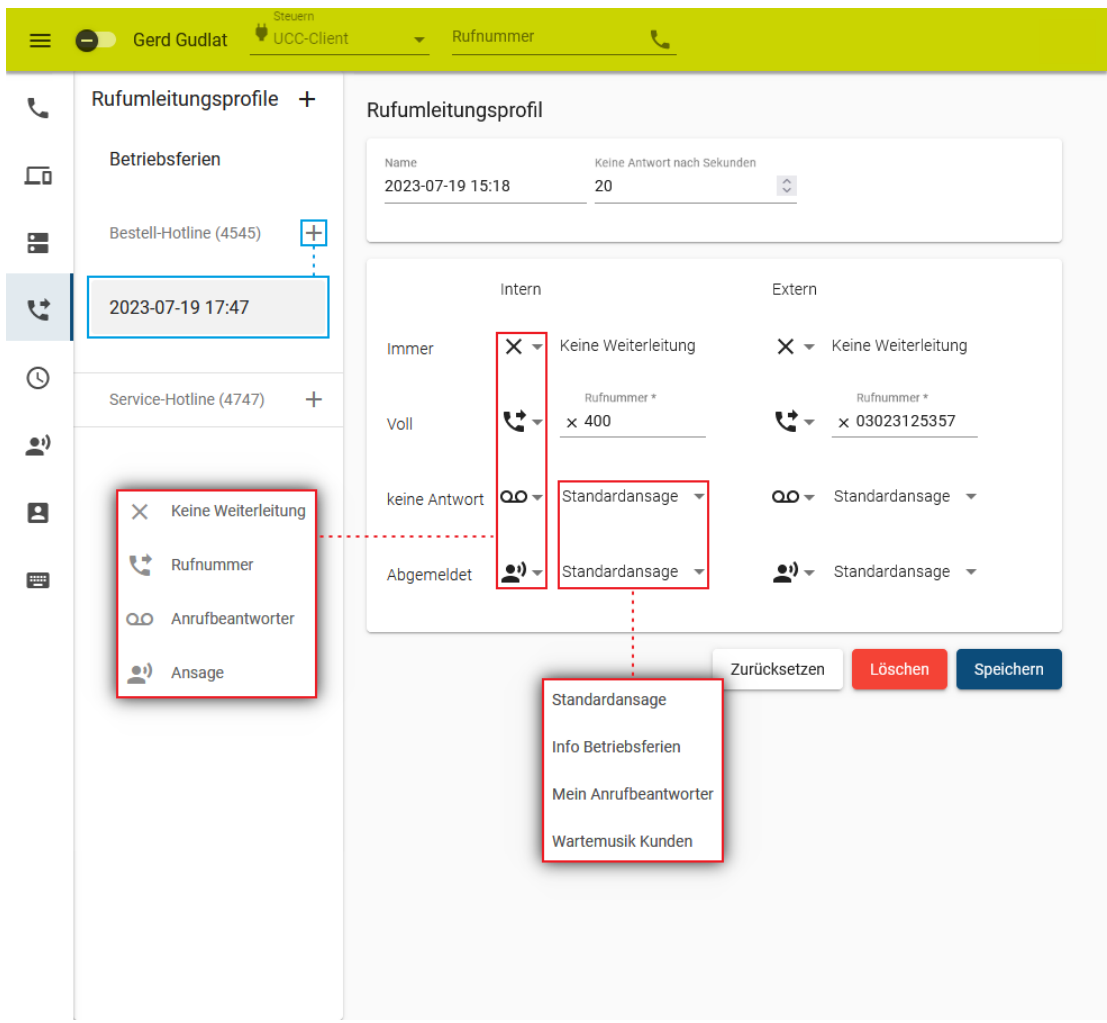 Gerd Gudlat
Steuern
UCC-Client
Rufnummer
Rufumleitungsprofile
Betriebsferien
Bestell-Hotline (4545)
2023-07-19 17:47
Service-Hotline (4747)
Keine Weiterleitung
Rufnummer
Anrufbeantworter
Ansage
Rufumleitungsprofil
Name Keine Antwort nach Sekunden
2023-07-19 15:18 20
Intern Extern
Immer Keine Weiterleitung Keine Weiterleitung
Rufnummer * Rufnummer *
Voll 400 03023125357
keine Antwort Standardansage Standardansage
Abgemeldet Standardansage Standardansage
Zurücksetzen Löschen Speichern
Standardansage
Info Betriebsferien
Mein Anrufbeantworter
Wartemusik Kunden